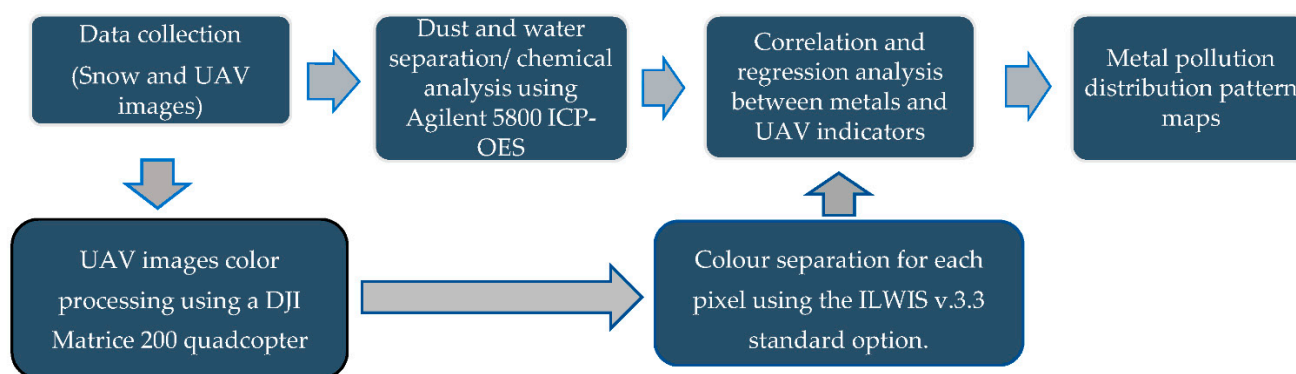 Data collection
(Snow and UAV
images)
Dust and water
separation/ chemical
analysis using
Agilent 5800 ICP-
OES
Correlation and
regression analysis
between metals and
UAV indicators
Metal pollution
distribution pattern
maps
UAV images color
processing using a DJI
Matrice 200 quadcopter
Colour separation for each
pixel using the ILWIS v.3.3
standard option.